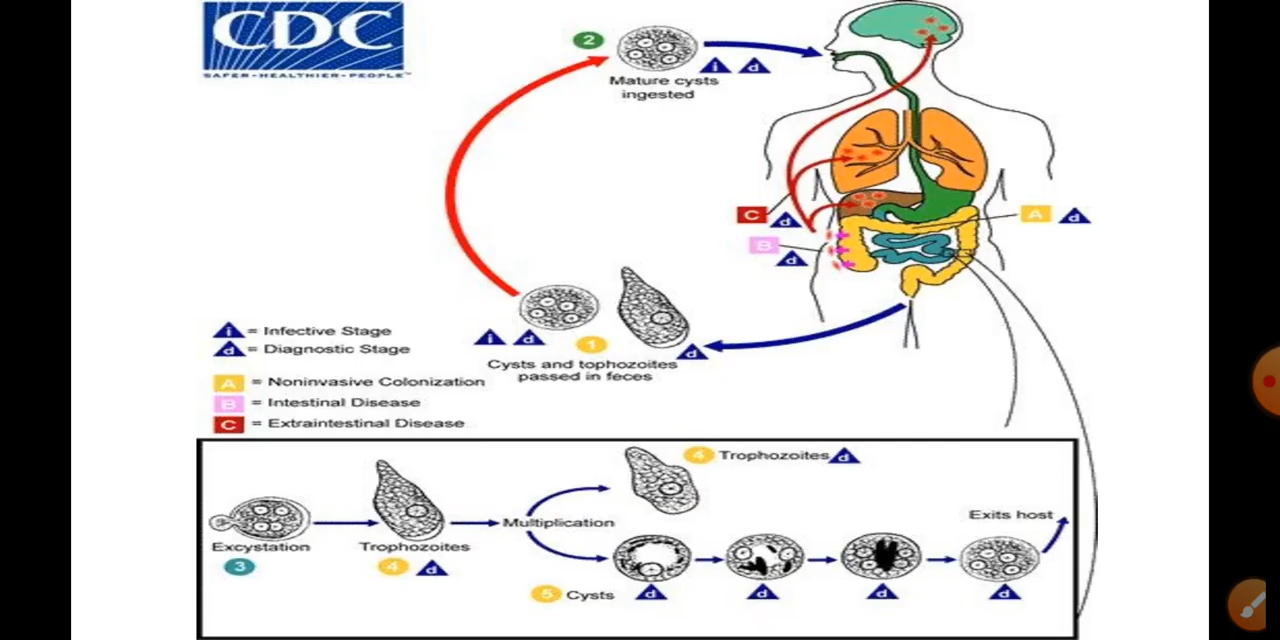 CDC
SAFER•HEALTHIER•PEOPLE™
2
Mature cysts
ingested
i d
C d
A d
B
d
i d
1
d
Cysts and tophozoites
passed in feces
i = Infective Stage
d = Diagnostic Stage
A = Noninvasive Colonization
B = Intestinal Disease
C = Extraintestinal Disease
4 Trophozoites d
Multiplication
Exits host
Excystation
3
Trophozoites
4 d
5 Cysts
d
d
d
d